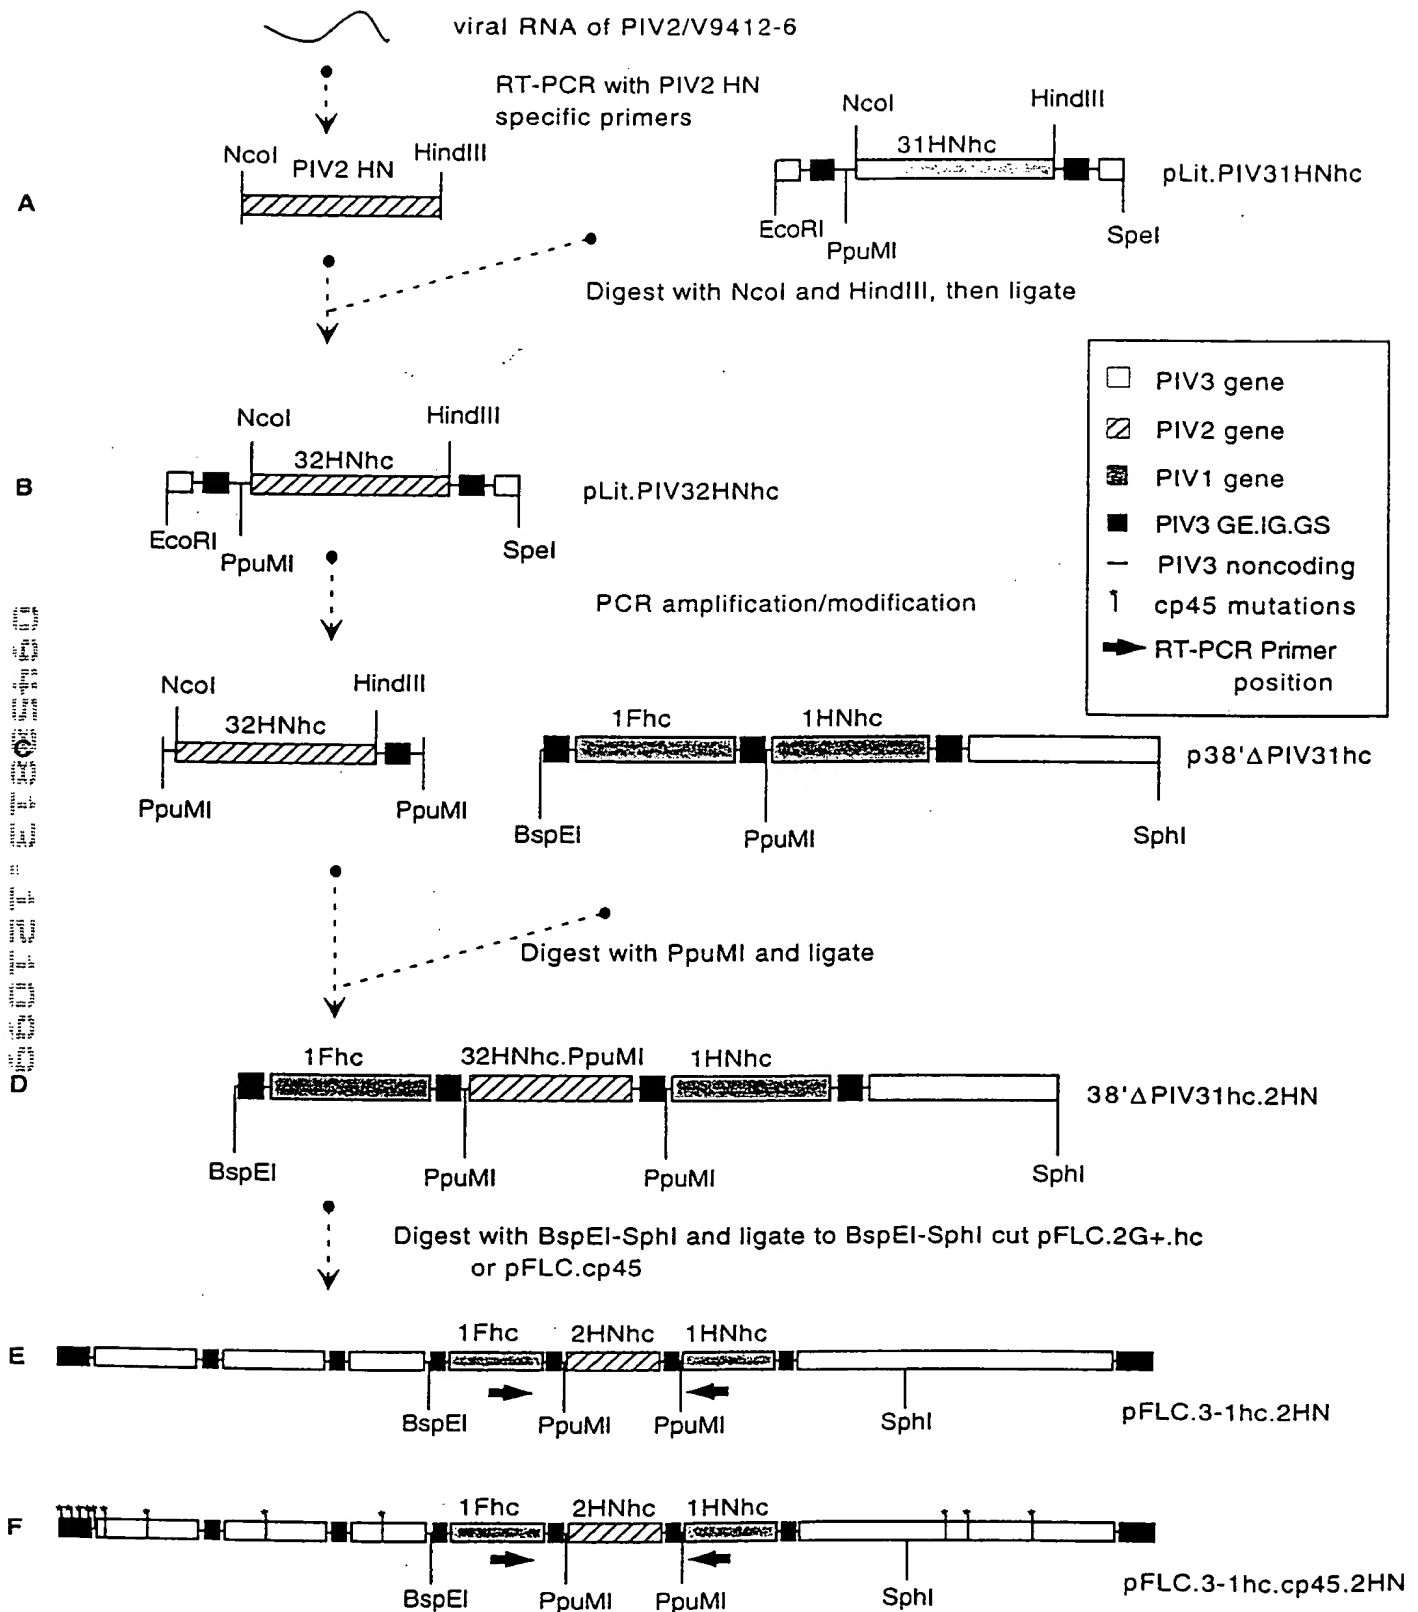 viral RNA of PIV2/V9412-6
RT-PCR with PIV2 HN
specific primers
NcoI
PIV2 HN
HindIII
NcoI
HindIII
31HNhc
pLit.PIV31HNhc
A
EcoRI
PpuMI
SpeI
Digest with NcoI and HindIII, then ligate
PIV3 gene
PIV2 gene
PIV1 gene
PIV3 GE.IG.GS
PIV3 noncoding
cp45 mutations
RT-PCR Primer
position
NcoI
HindIII
32HNhc
B
pLit.PIV32HNhc
EcoRI
PpuMI
SpeI
PCR amplification/modification
NcoI
HindIII
32HNhc
1Fhc
1HNhc
C
p38'ΔPIV31hc
PpuMI
PpuMI
BspEI
PpuMI
SphI
Digest with PpuMI and ligate
1Fhc
32HNhc.PpuMI
1HNhc
D
38'ΔPIV31hc.2HN
BspEI
PpuMI
PpuMI
SphI
Digest with BspEI-SphI and ligate to BspEI-SphI cut pFLC.2G+.hc
or pFLC.cp45
1Fhc
2HNhc
1HNhc
E
BspEI
PpuMI
PpuMI
SphI
pFLC.3-1hc.2HN
1Fhc
2HNhc
1HNhc
F
BspEI
PpuMI
PpuMI
SphI
pFLC.3-1hc.cp45.2HN